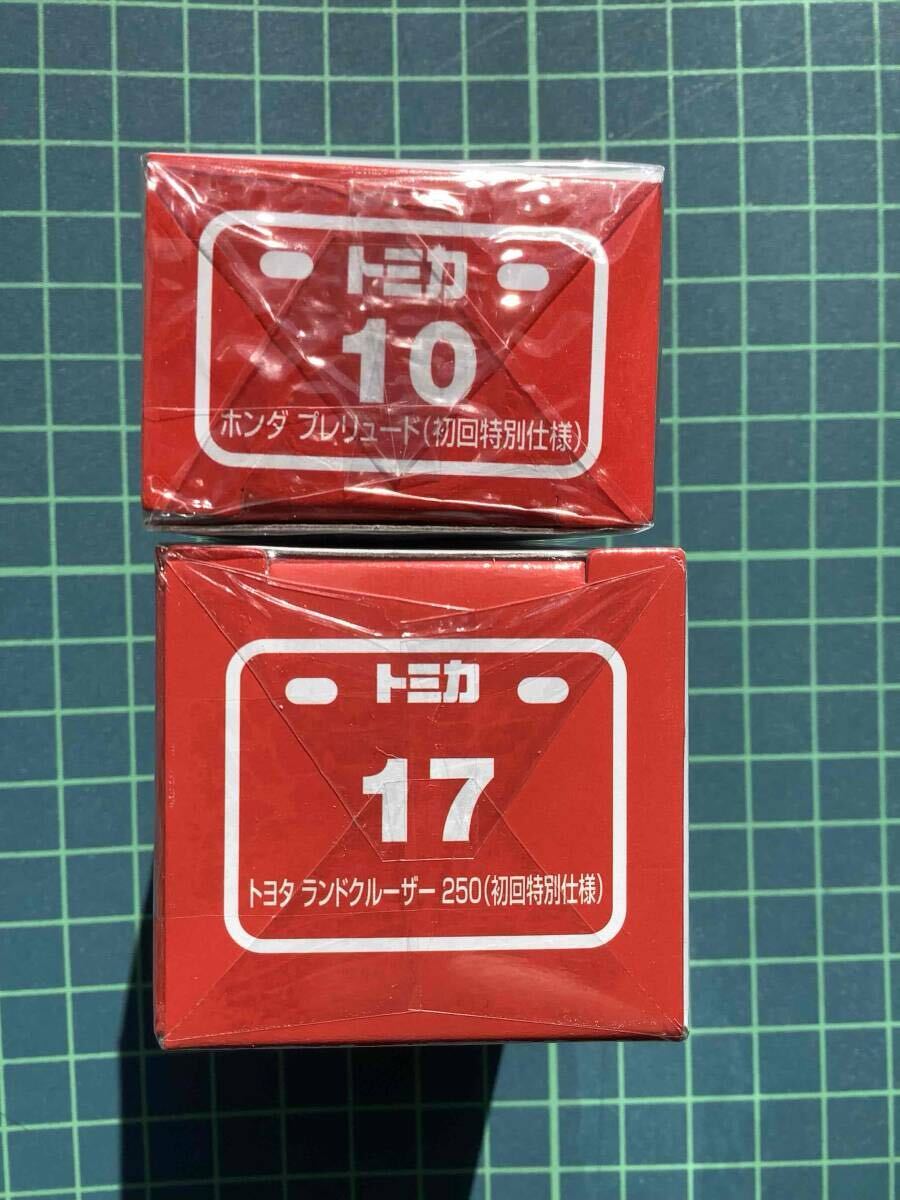 トミカ
10
ホンダ プレリュード(初回特別仕様)
トミカ
17
トヨタ ランドクルーザー 250(初回特別仕様)